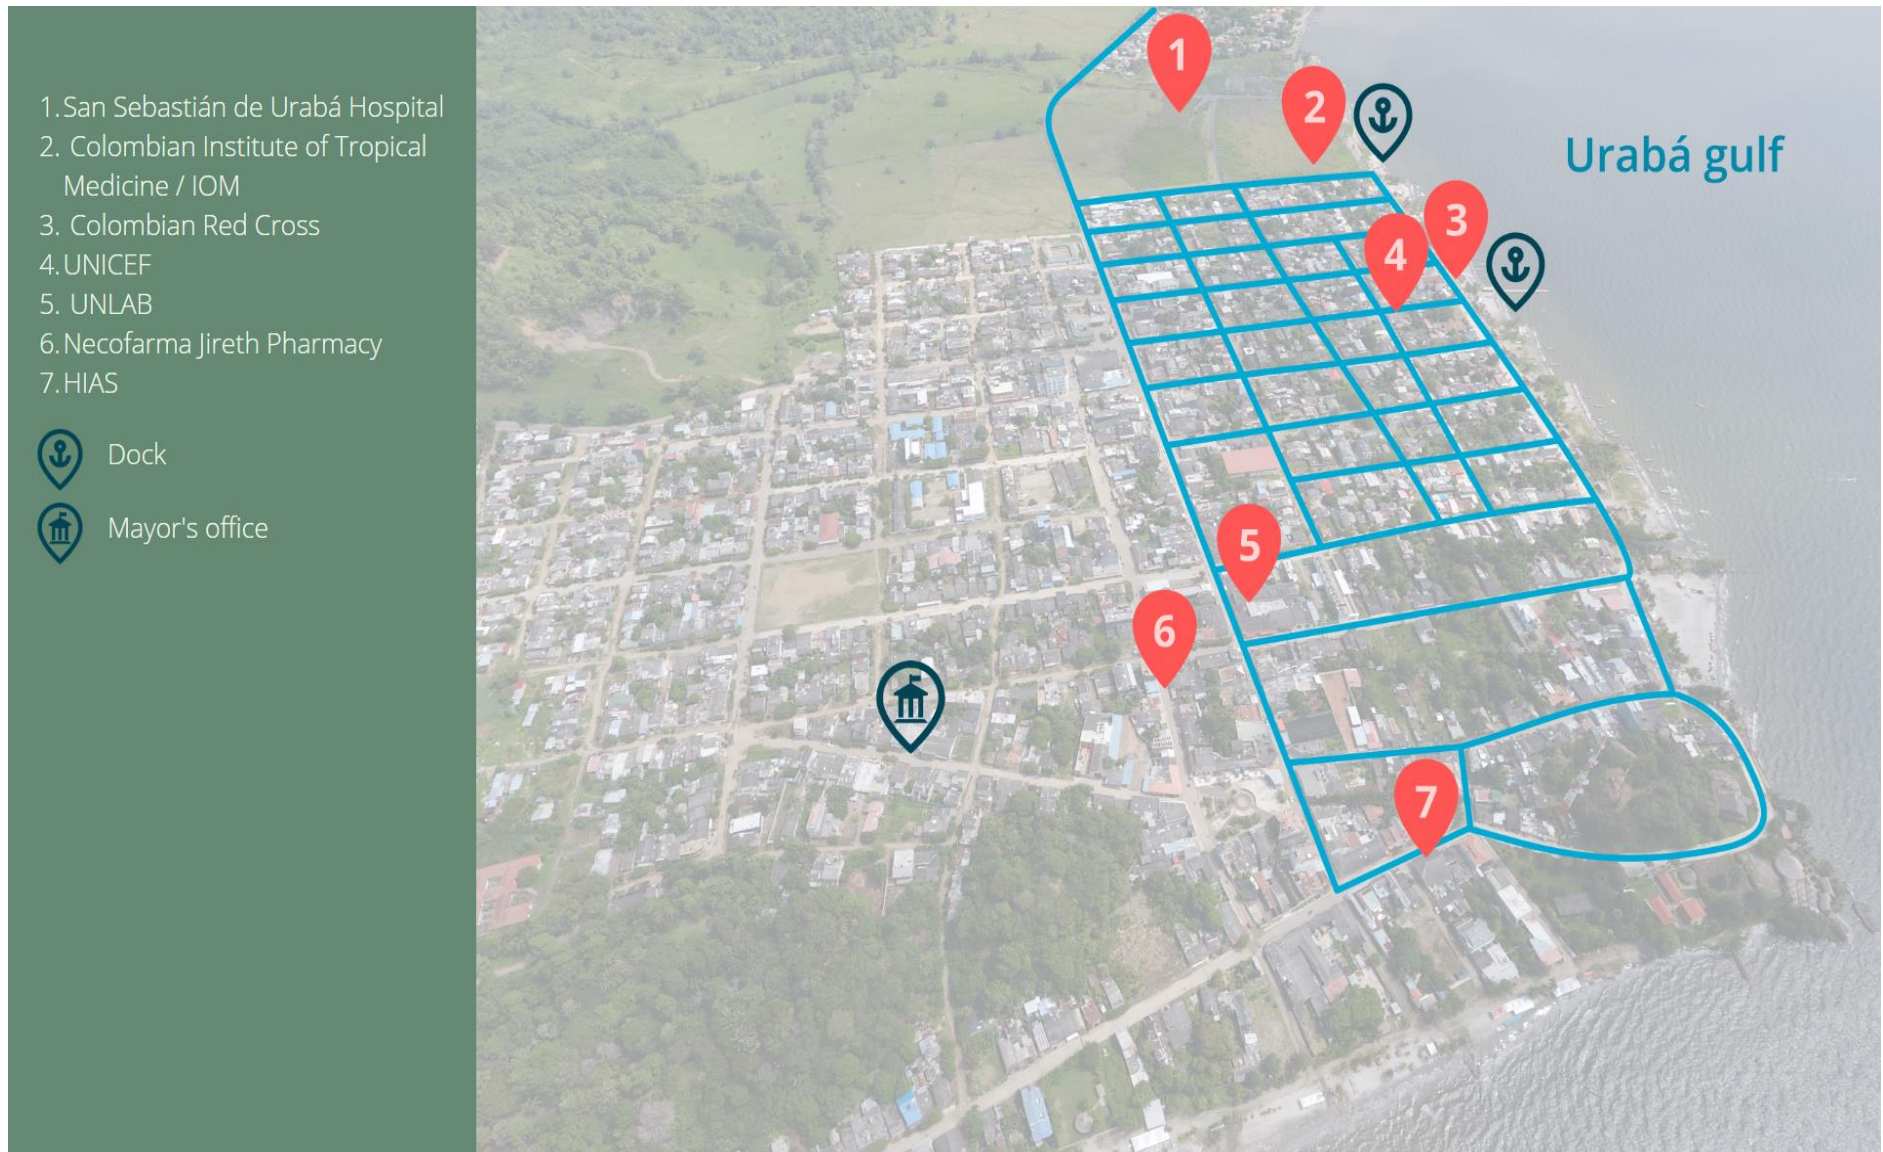 1. San Sebastián de Urabá Hospital
2. Colombian Institute of Tropical
Medicine / IOM
3. Colombian Red Cross
4. UNICEF
5. UNLAB
6. Necofarma Jireth Pharmacy
7. HIAS
Dock
Mayor's office
1
2
Urabá gulf
3
4
5
6
7